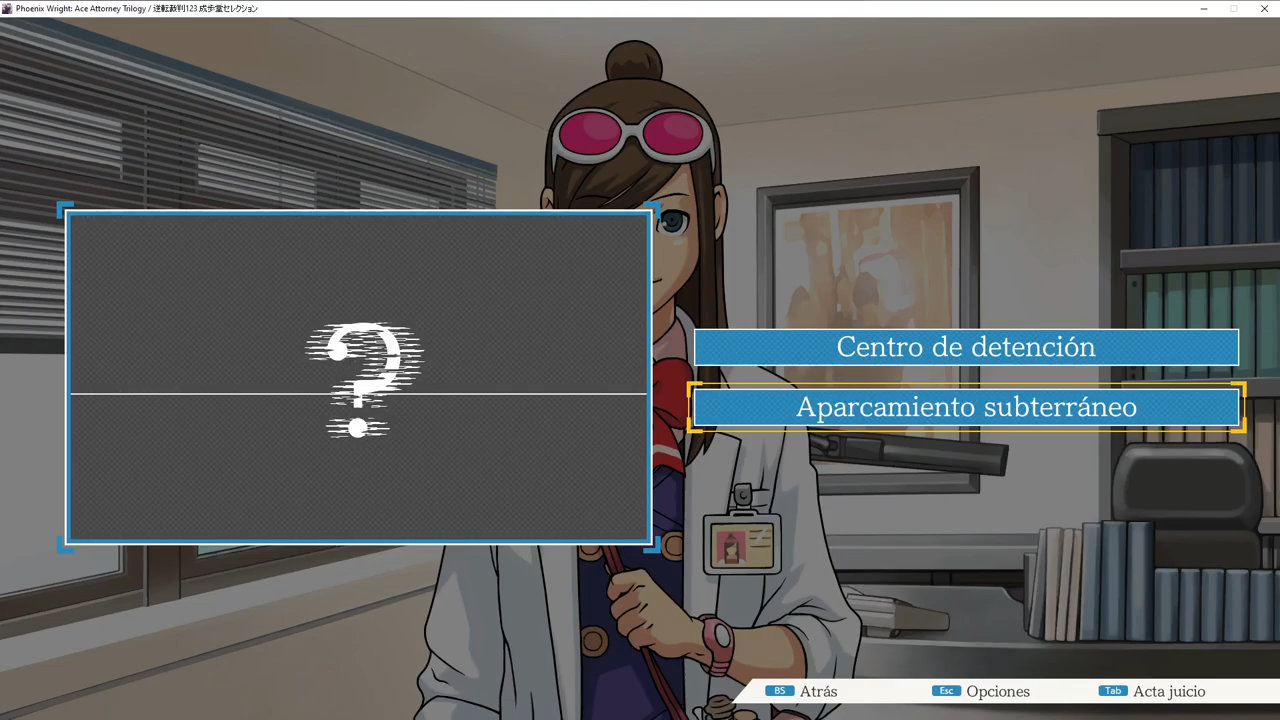 Phoenix Wright: Ace Attorney Trilogy / 逆転裁判123 成歩堂セレクション
?
Centro de detención
Aparcamiento subterráneo
BS Atrás
Esc Opciones
Tab Acta juicio